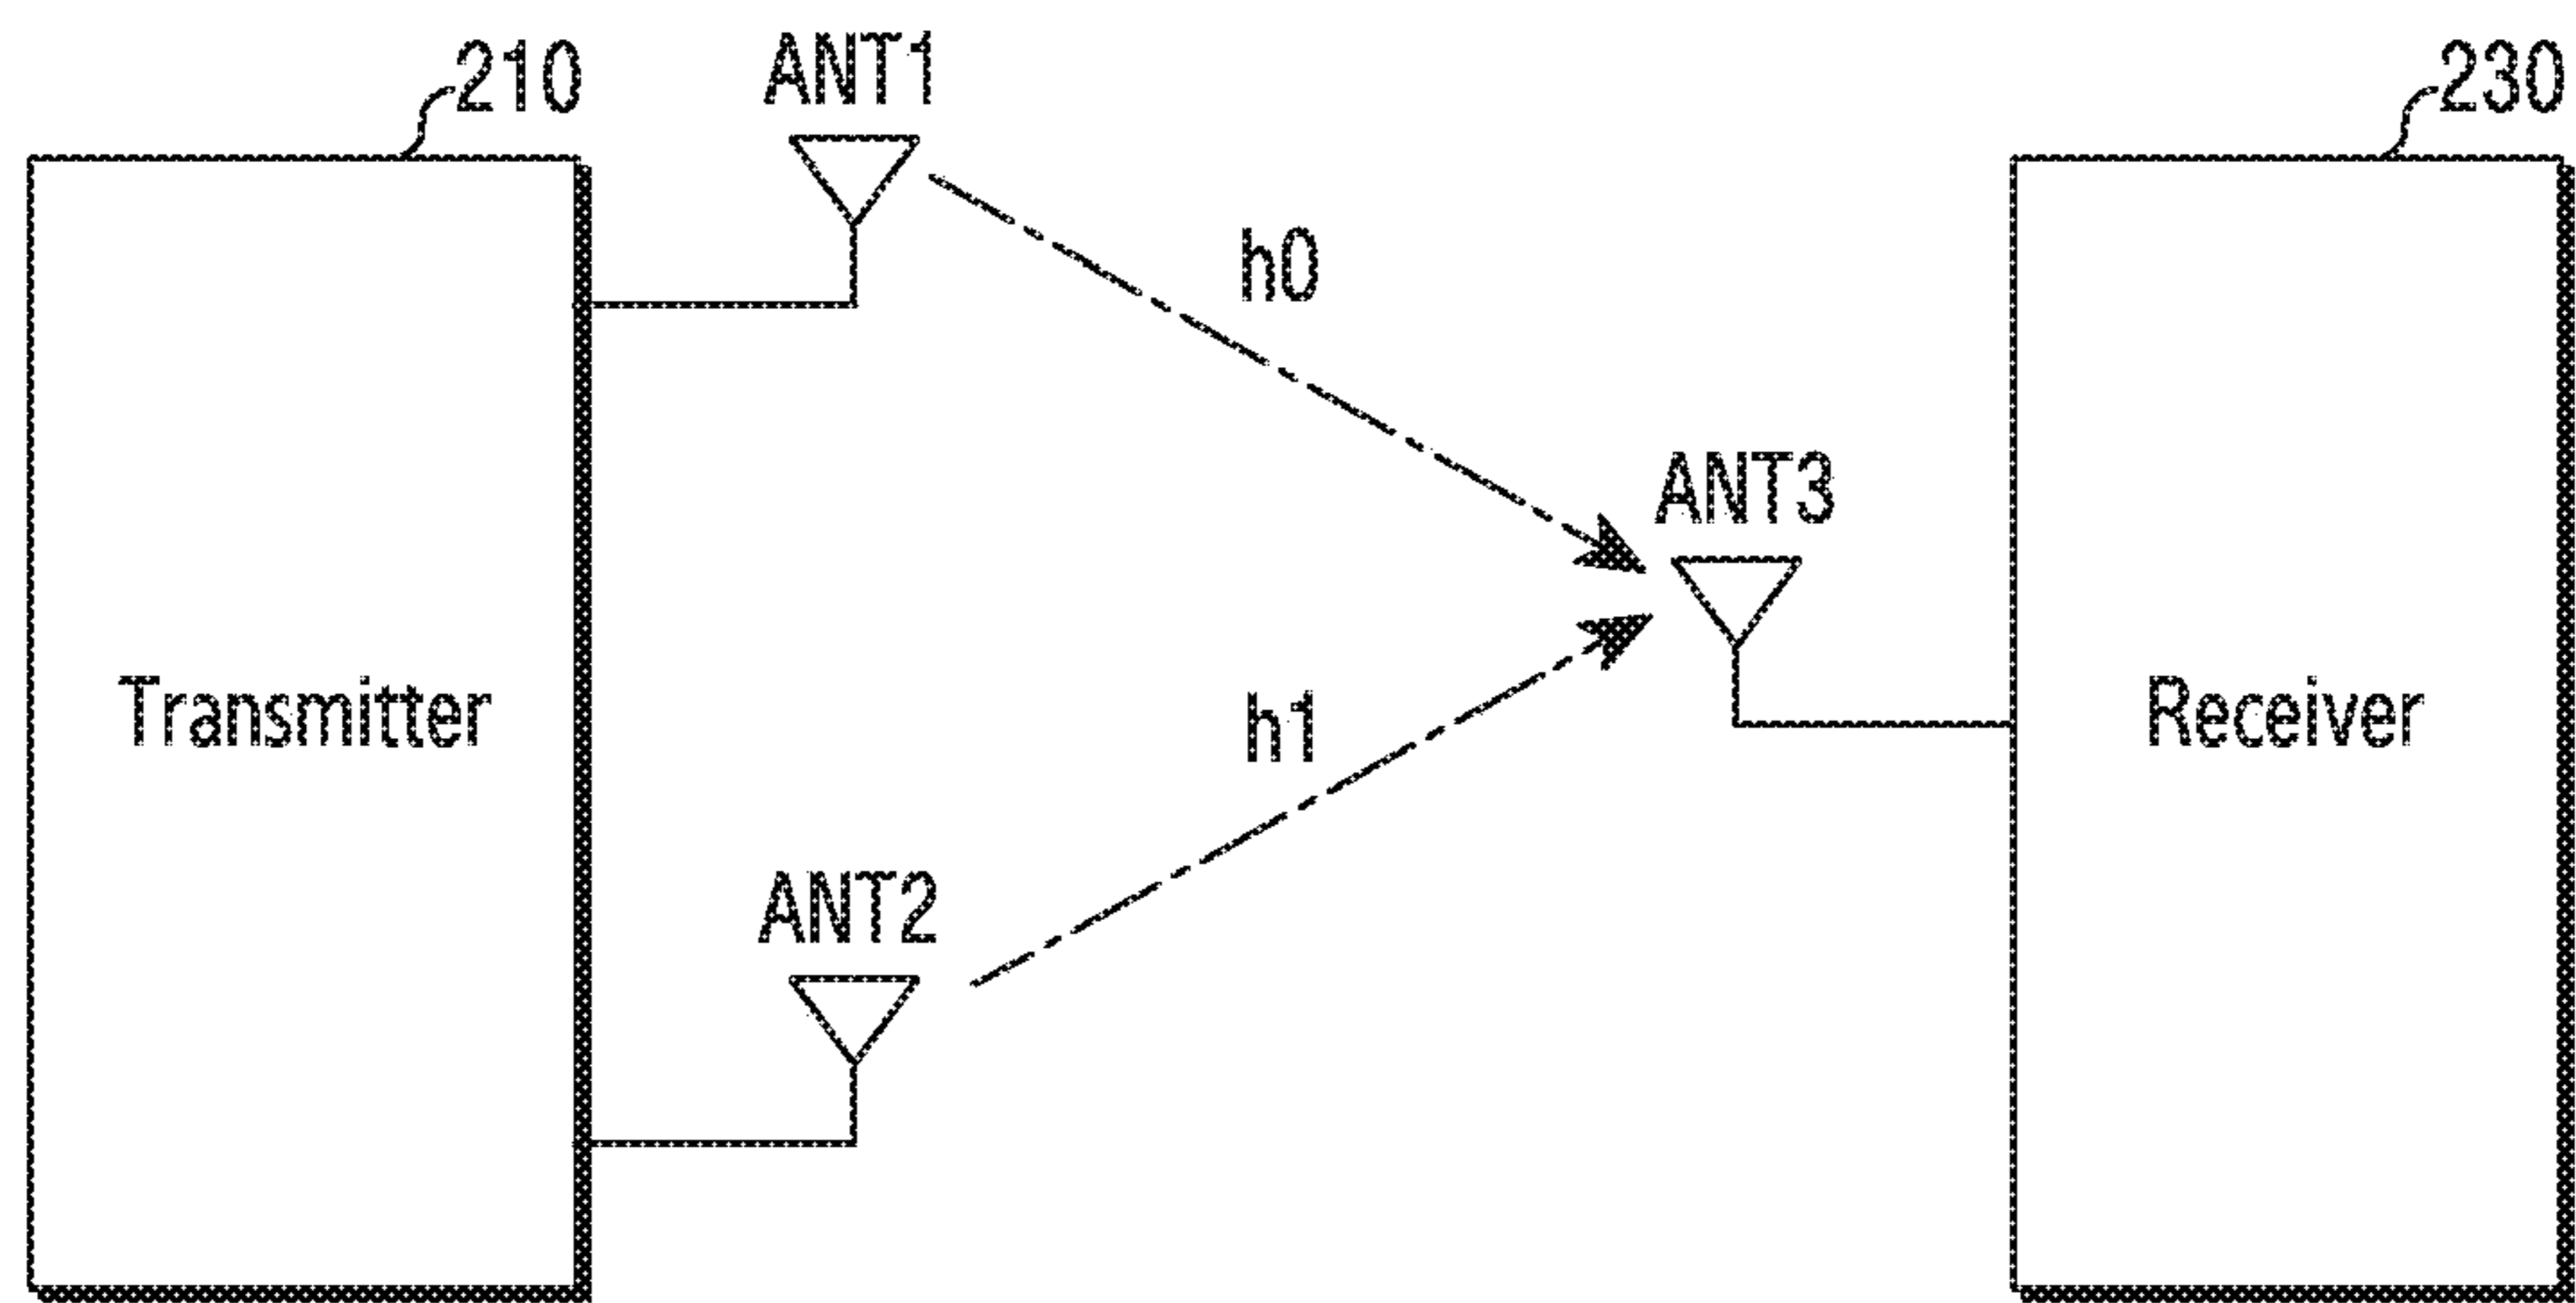 210
ANT1
230
h0
ANT3
Transmitter
h1
Receiver
ANT2